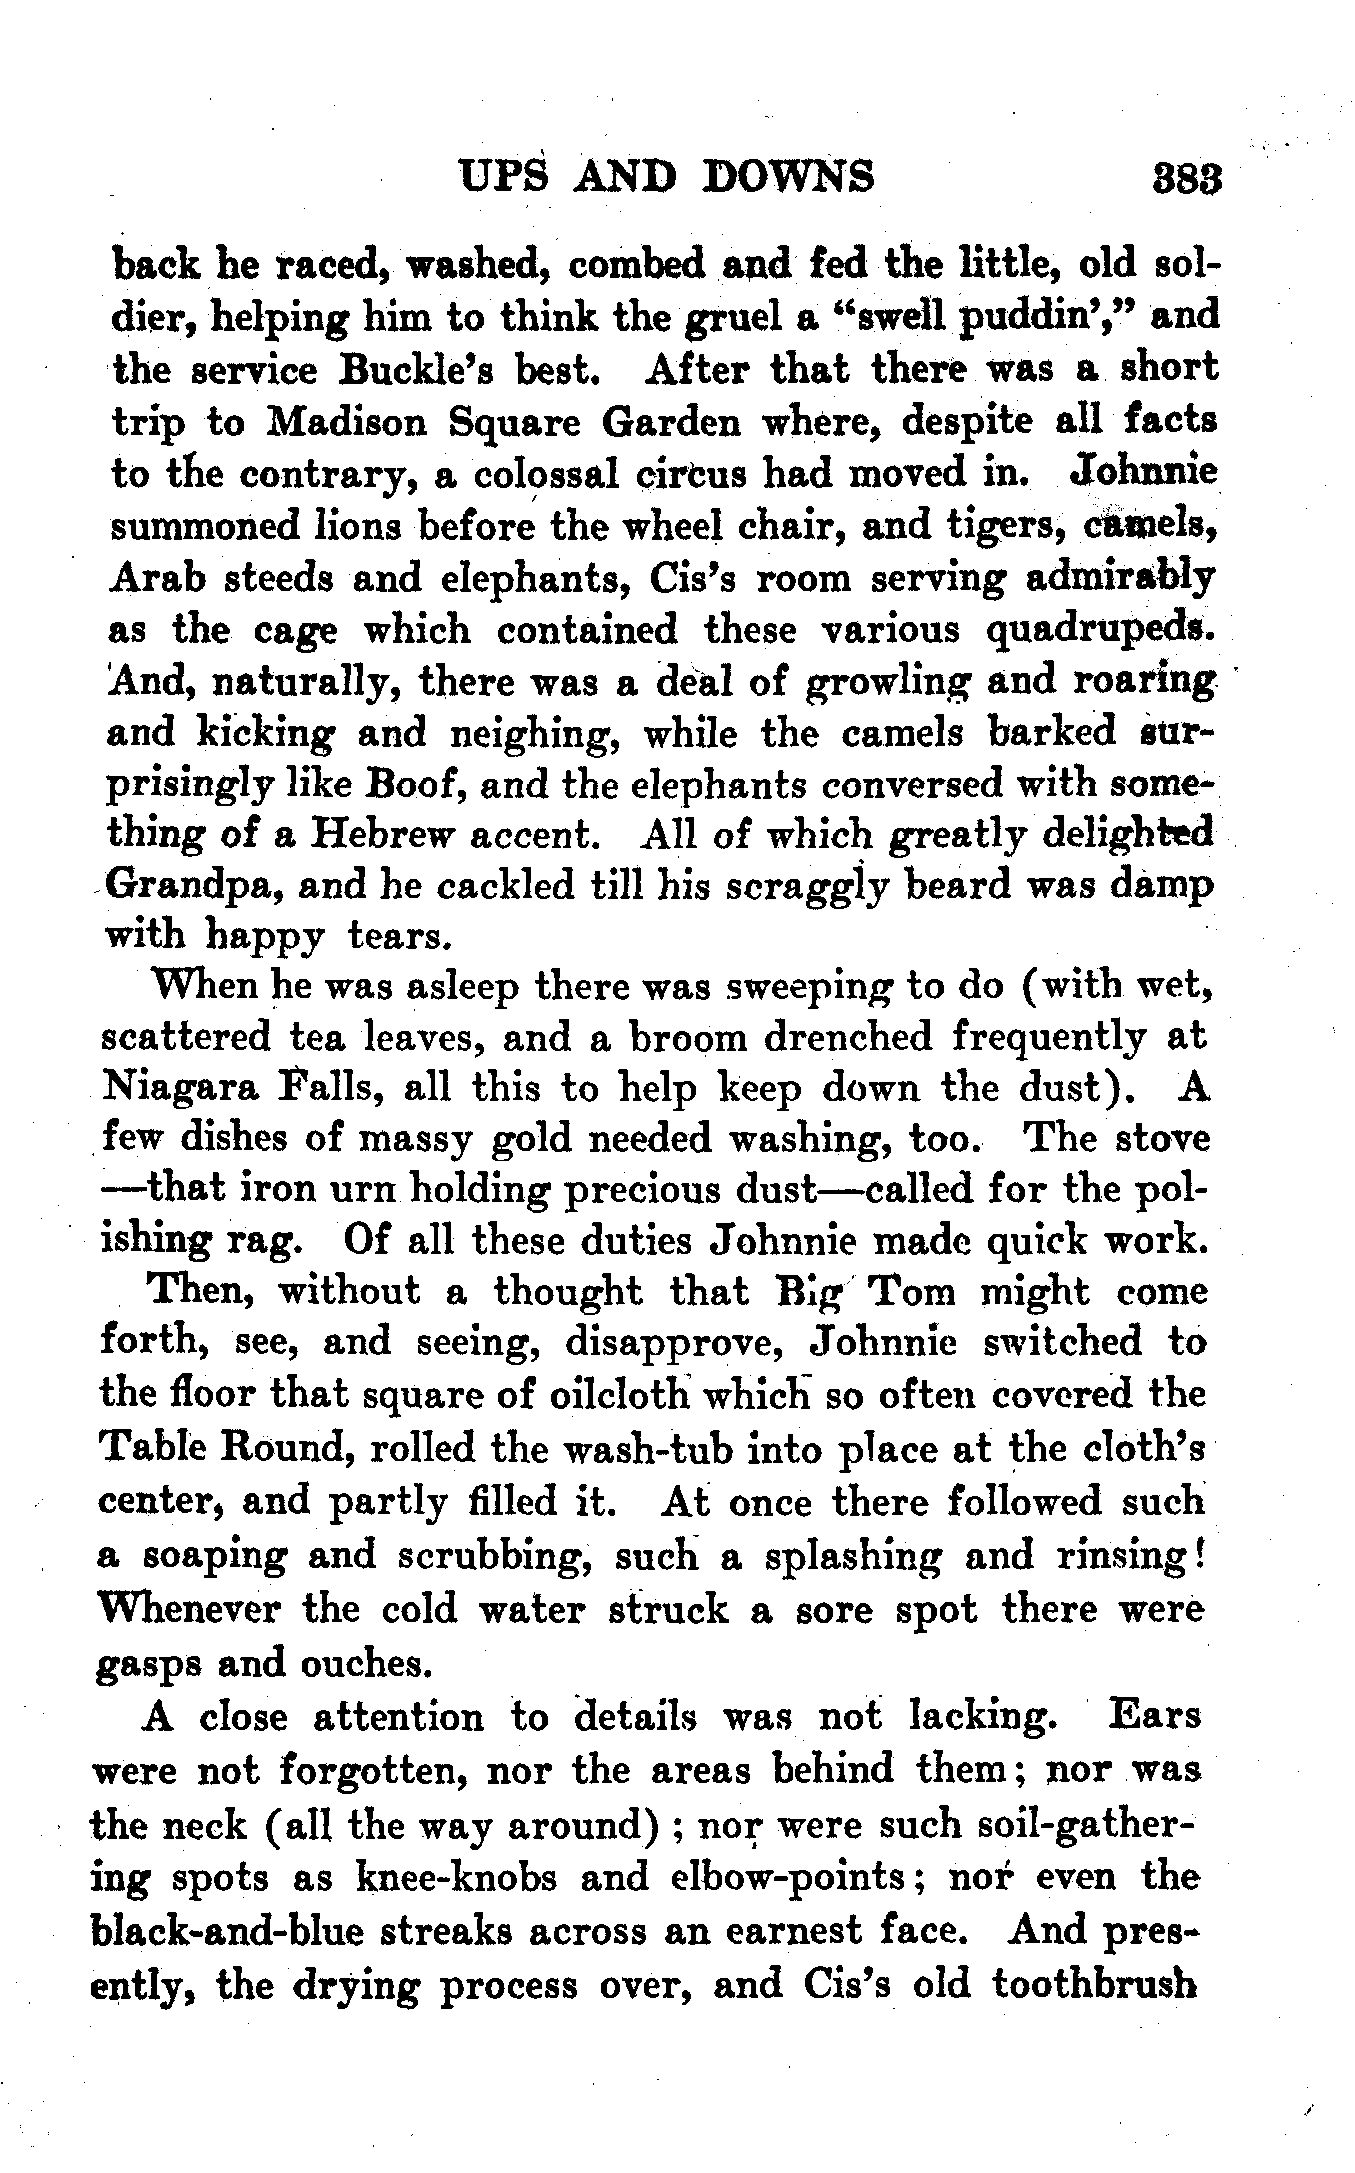 UPS AND DOWNS 383
back he raced, washed, combed and fed the little, old sol-
dier, helping him to think the gruel a “swell puddin’,” and
the service Buckle’s best. After that there was a short
trip to Madison Square Garden where, despite all facts
to the contrary, a colossal circus had moved in. Johnnie
summoned lions before the wheel chair, and tigers, camels,
Arab steeds and elephants, Cis’s room serving admirably
as the cage which contained these various quadrupeds.
And, naturally, there was a deal of growling and roaring
and kicking and neighing, while the camels barked sur-
prisingly like Boof, and the elephants conversed with some-
thing of a Hebrew accent. All of which greatly delighted
Grandpa, and he cackled till his scraggly beard was damp
with happy tears.
When he was asleep there was sweeping to do (with wet,
scattered tea leaves, and a broom drenched frequently at
Niagara Falls, all this to help keep down the dust). A
few dishes of massy gold needed washing, too. The stove
—that iron urn holding precious dust—called for the pol-
ishing rag. Of all these duties Johnnie made quick work.
Then, without a thought that Big Tom might come
forth, see, and seeing, disapprove, Johnnie switched to
the floor that square of oilcloth which so often covered the
Table Round, rolled the wash-tub into place at the cloth’s
center, and partly filled it. At once there followed such
a soaping and scrubbing, such a splashing and rinsing!
Whenever the cold water struck a sore spot there were
gasps and ouches.
A close attention to details was not lacking. Ears
were not forgotten, nor the areas behind them; nor was
the neck (all the way around) ; nor were such soil-gather-
ing spots as knee-knobs and elbow-points; nor even the
black-and-blue streaks across an earnest face. And pres-
ently, the drying process over, and Cis’s old toothbrush